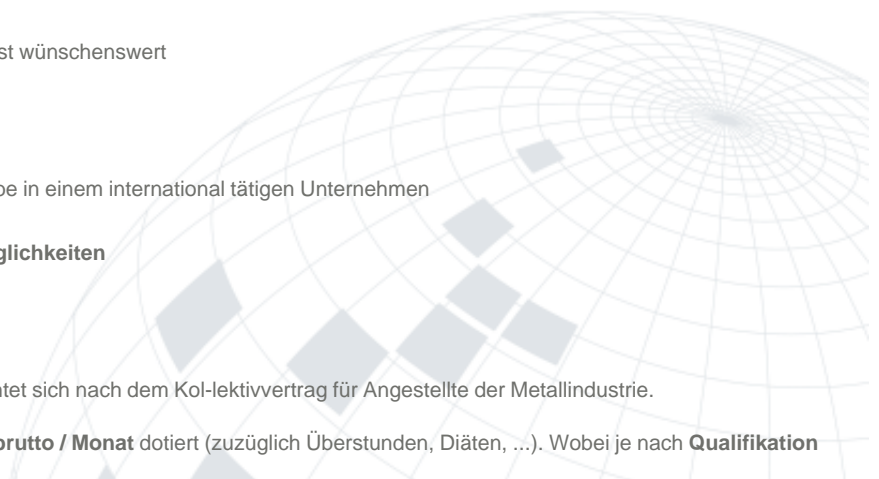 st wünschenswert
be in einem international tätigen Unternehmen
glichkeiten
ntet sich nach dem Kol-lektivvertrag für Angestellte der Metallindustrie.
brutto / Monat dotiert (zuzüglich Überstunden, Diäten, ...). Wobei je nach Qualifikation